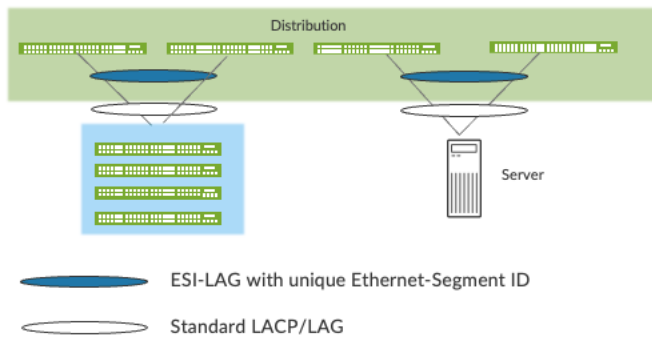 Distribution
Server
ESI-LAG with unique Ethernet-Segment ID
Standard LACP/LAG